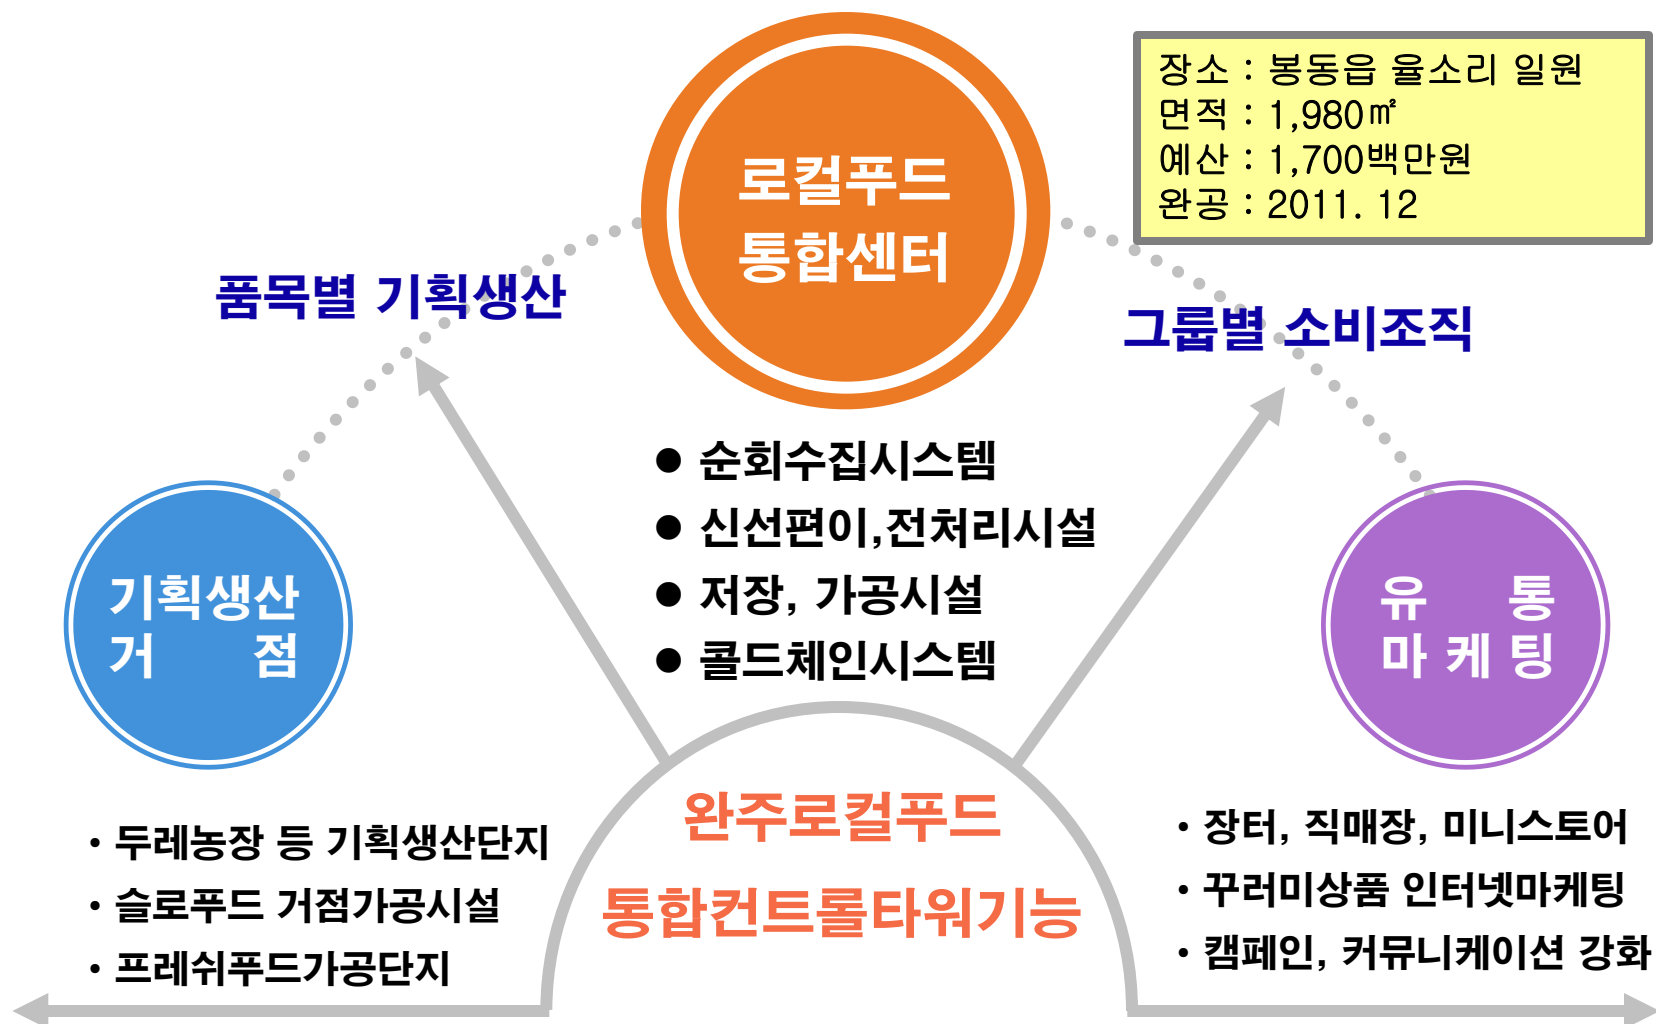 장소 : 봉동읍 율소리 일원
면적 : 1,980㎡
예산 : 1,700백만원
완공 : 2011. 12
로컬푸드
통합센터
품목별 기획생산
그룹별 소비조직
● 순회수집시스템
● 신선편이,전처리시설
● 저장, 가공시설
● 콜드체인시스템
기획생산
거 점
유 통
마 케 팅
완주로컬푸드
통합컨트롤타워기능
· 두레농장 등 기획생산단지
· 슬로푸드 거점가공시설
· 프레쉬푸드가공단지
· 장터, 직매장, 미니스토어
· 꾸러미상품 인터넷마케팅
· 캠페인, 커뮤니케이션 강화